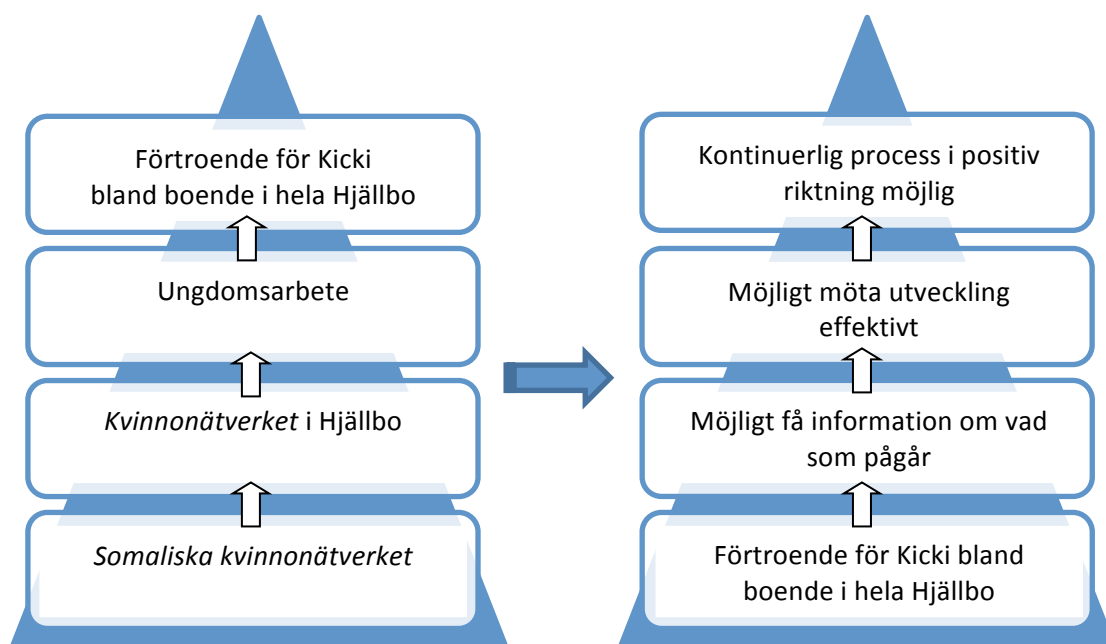 Förtroende för Kicki
bland boende i hela Hjällbo
Ungdomsarbete
Kvinnonätverket i Hjällbo
Somaliska kvinnonätverket
Kontinuerlig process i positiv
riktning möjlig
Möjligt möta utveckling
effektivt
Möjligt få information om vad
som pågår
Förtroende för Kicki bland
boende i hela Hjällbo